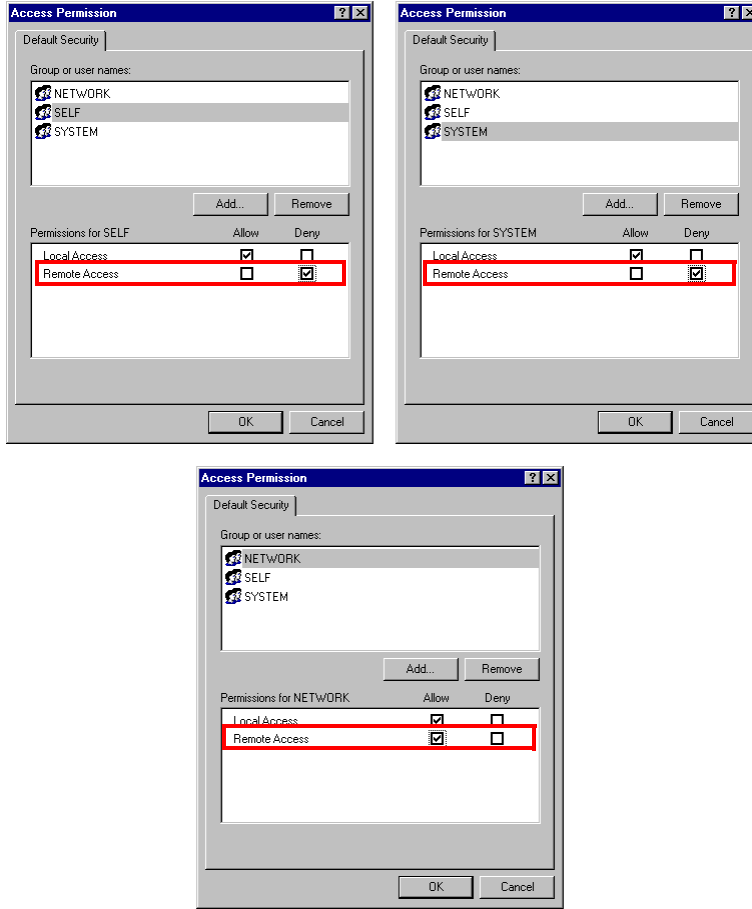 Access Permission
Default Security
Group or user names:
NETWORK
SELF
SYSTEM
Add... Remove
Permissions for SELF Allow Deny
Local Access
Remote Access
OK Cancel
Access Permission
Default Security
Group or user names:
NETWORK
SELF
SYSTEM
Add... Remove
Permissions for SYSTEM Allow Deny
Local Access
Remote Access
OK Cancel
Access Permission
Default Security
Group or user names:
NETWORK
SELF
SYSTEM
Add... Remove
Permissions for NETWORK Allow Deny
Local Access
Remote Access
OK Cancel